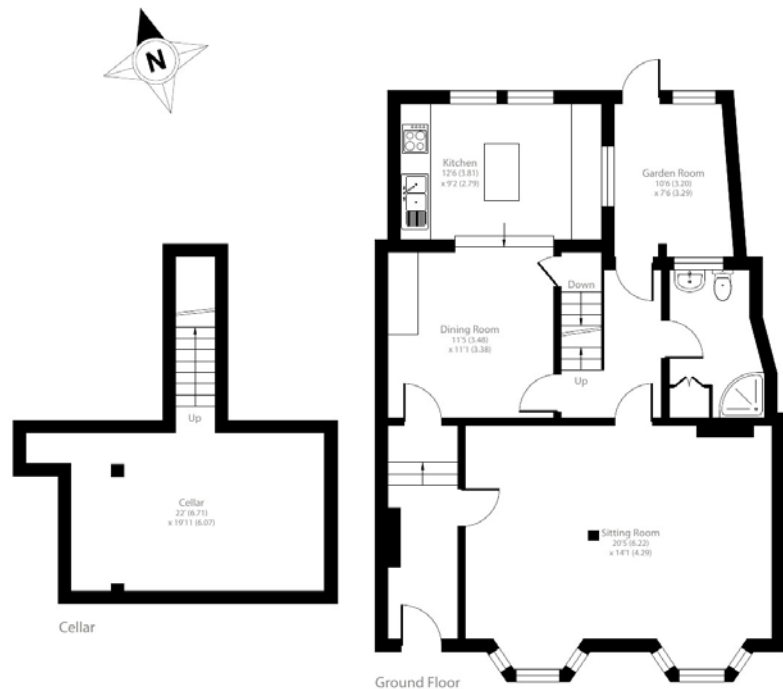 N
Kitchen
12'6 (3.81)
x 9'2 (2.79)
Garden Room
10'6 (3.20)
x 7'6 (3.29)
Down
Dining Room
11'5 (3.48)
x 11'1 (3.38)
Up
Up
Cellar
22' (6.71)
x 19'11 (6.07)
Sitting Room
20'5 (6.22)
x 14'1 (4.29)
Cellar
Ground Floor